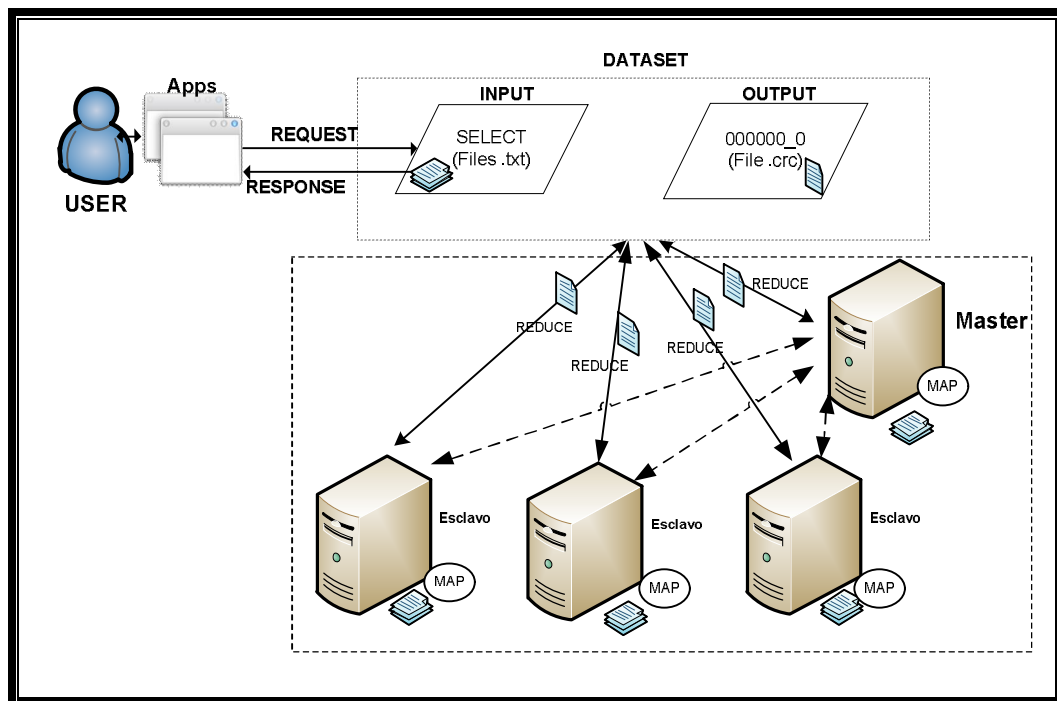 DATASET
Apps
INPUT
OUTPUT
REQUEST
SELECT
(Files .txt)
000000_0
(File .crc)
RESPONSE
USER
REDUCE
REDUCE
REDUCE
REDUCE
Master
MAP
Esclavo
Esclavo
Esclavo
MAP
MAP
MAP